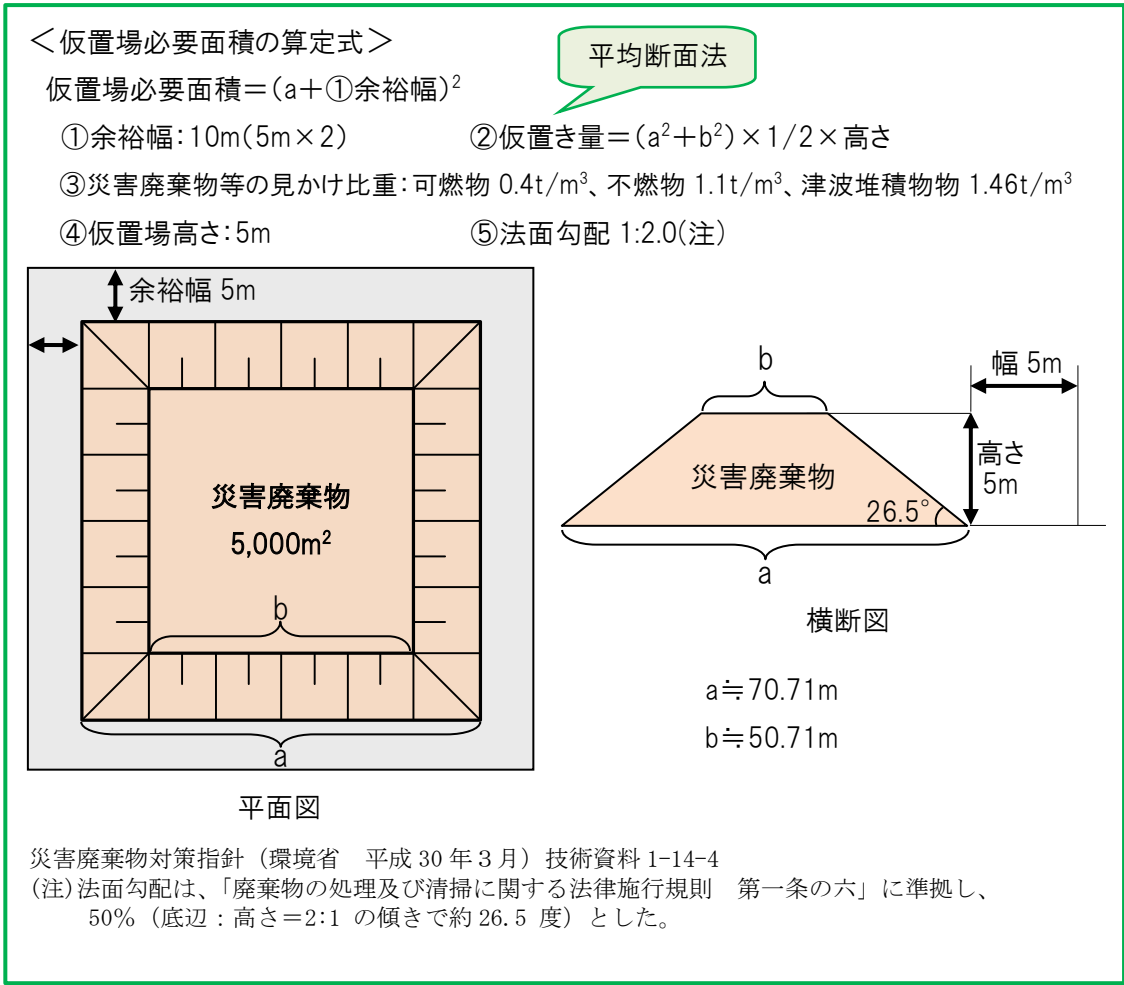 ＜仮置場必要面積の算定式＞
平均断面法
仮置場必要面積＝(a＋①余裕幅)²
①余裕幅：10m(5m×2)
②仮置き量＝(a²＋b²)×1/2×高さ
③災害廃棄物等の見かけ比重：可燃物 0.4t/m³、不燃物 1.1t/m³、津波堆積物物 1.46t/m³
④仮置場高さ：5m
⑤法面勾配 1:2.0(注)
余裕幅 5m
災害廃棄物
5,000m²
b
a
平面図
b
幅 5m
災害廃棄物
高さ
5m
26.5°
a
横断図
a≒70.71m
b≒50.71m
災害廃棄物対策指針（環境省　平成 30 年３月）技術資料 1-14-4
(注)法面勾配は、「廃棄物の処理及び清掃に関する法律施行規則　第一条の六」に準拠し、
50%（底辺：高さ＝2:1 の傾きで約 26.5 度）とした。